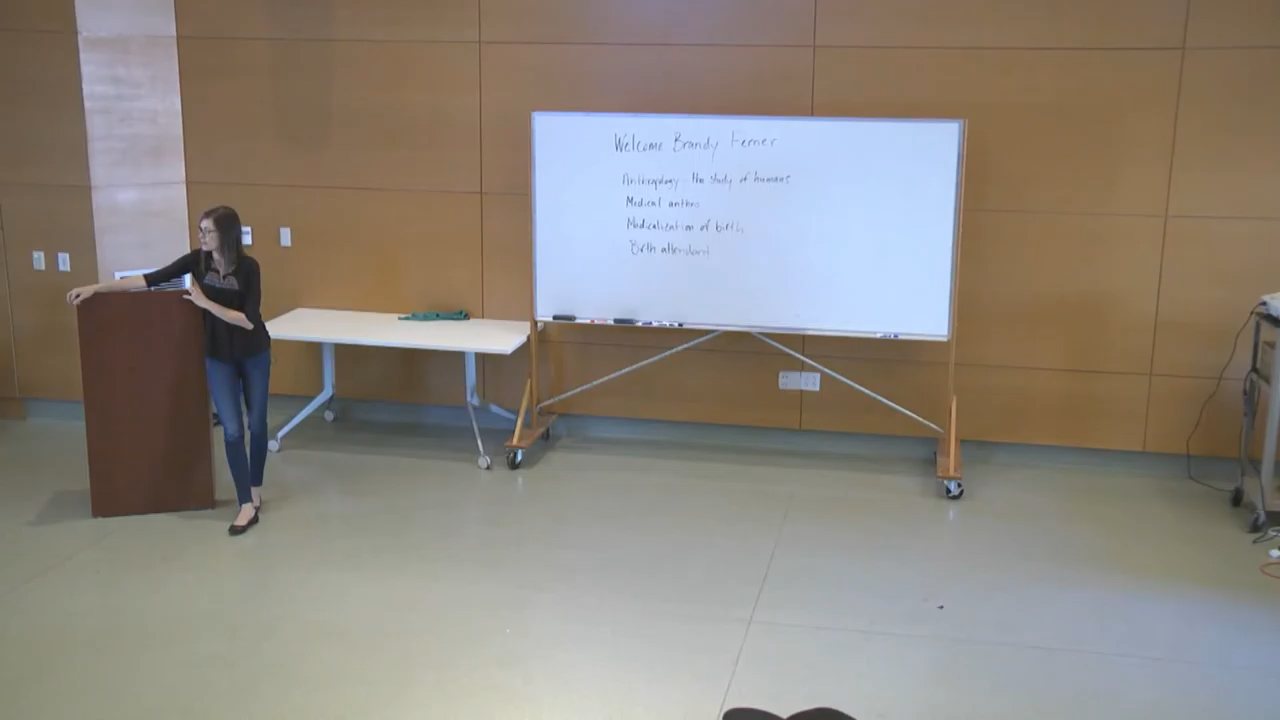 Welcome Brandy Ferner
Anthropology - the study of humans
Medical anthro
Medicalization of birth
Birth attendant